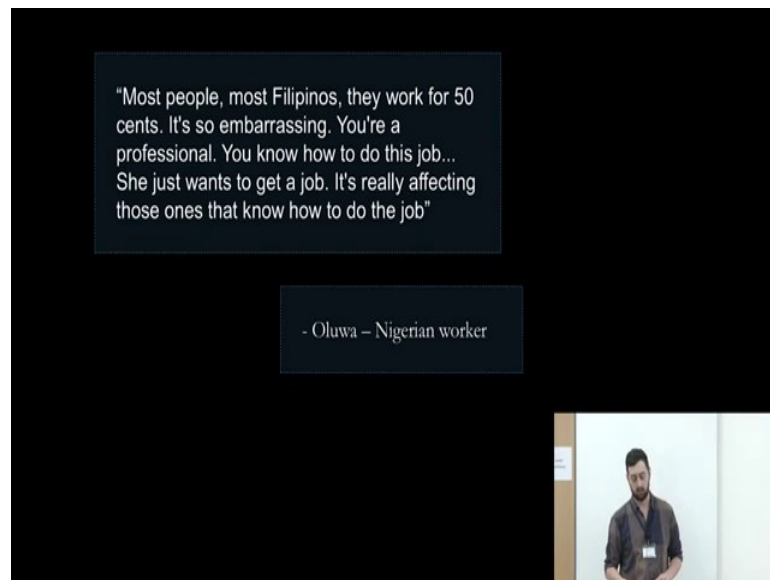 “Most people, most Filipinos, they work for 50
cents. It's so embarrassing. You're a
professional. You know how to do this job...
She just wants to get a job. It's really affecting
those ones that know how to do the job”
- Oluwa – Nigerian worker